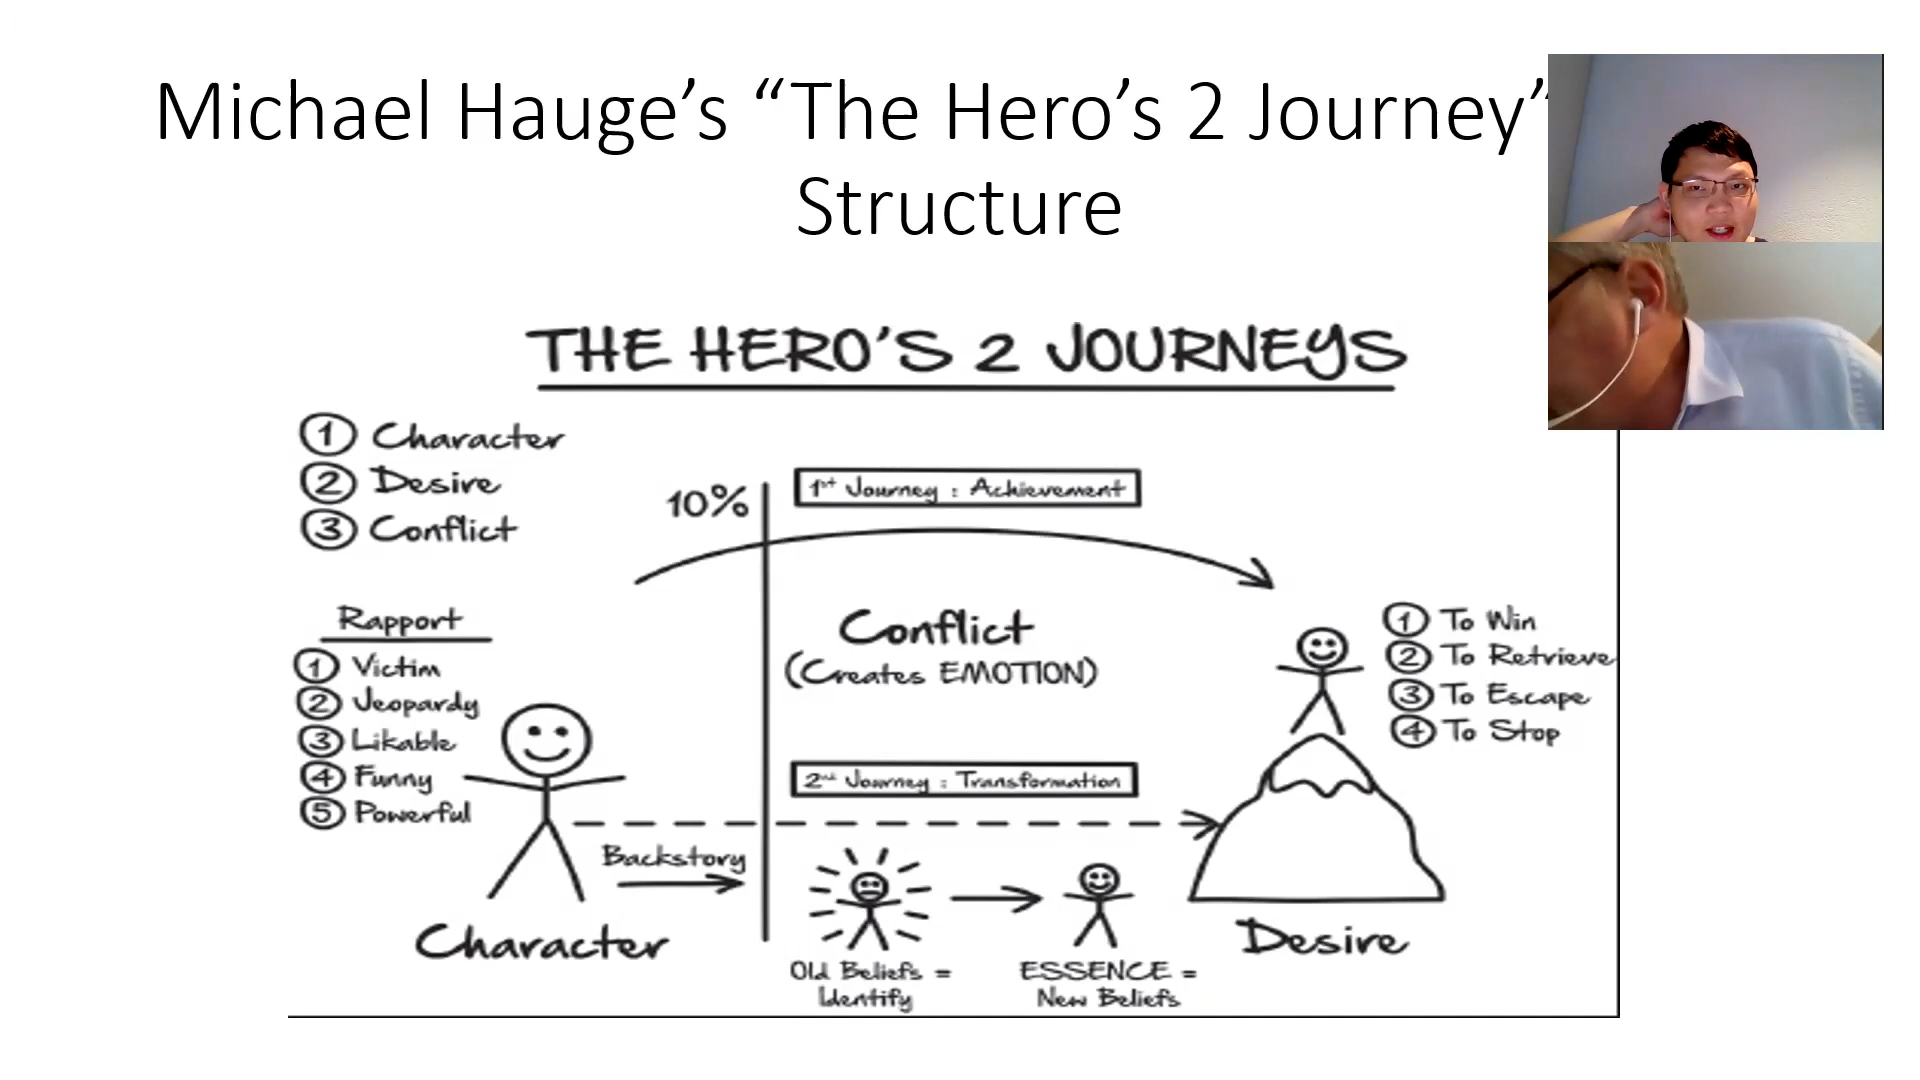 Michael Hauge’s “The Hero’s 2 Journey”
Structure
THE HERO'S 2 JOURNEYS
1 Character
2 Desire
3 Conflict
10%
1st Journey : Achievement
Rapport
1 Victim
2 Jeopardy
3 Likable
4 Funny
5 Powerful
Conflict
(Creates EMOTION)
1 To Win
2 To Retrieve
3 To Escape
4 To Stop
2nd Journey : Transformation
Backstory
Character
Old Beliefs =
Identify
ESSENCE =
New Beliefs
Desire